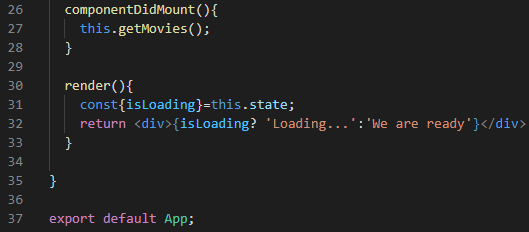 26 componentDidMount(){
27 this.getMovies();
28 }
29
30 render(){
31 const{isLoading}=this.state;
32 return <div>{isLoading? 'Loading...':'We are ready'}</div>
33 }
34
35 }
36
37 export default App;